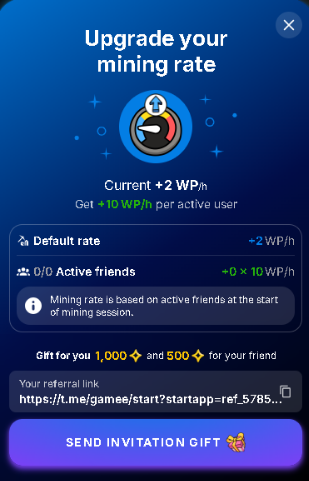 Upgrade your
mining rate
Current +2 WP/h
Get +10 WP/h per active user
Default rate +2 WP/h
0/0 Active friends +0 × 10 WP/h
Mining rate is based on active friends at the start
of mining session.
Gift for you 1,000 and 500 for your friend
Your referral link
https://t.me/gamee/start?startapp=ref_5785...
SEND INVITATION GIFT